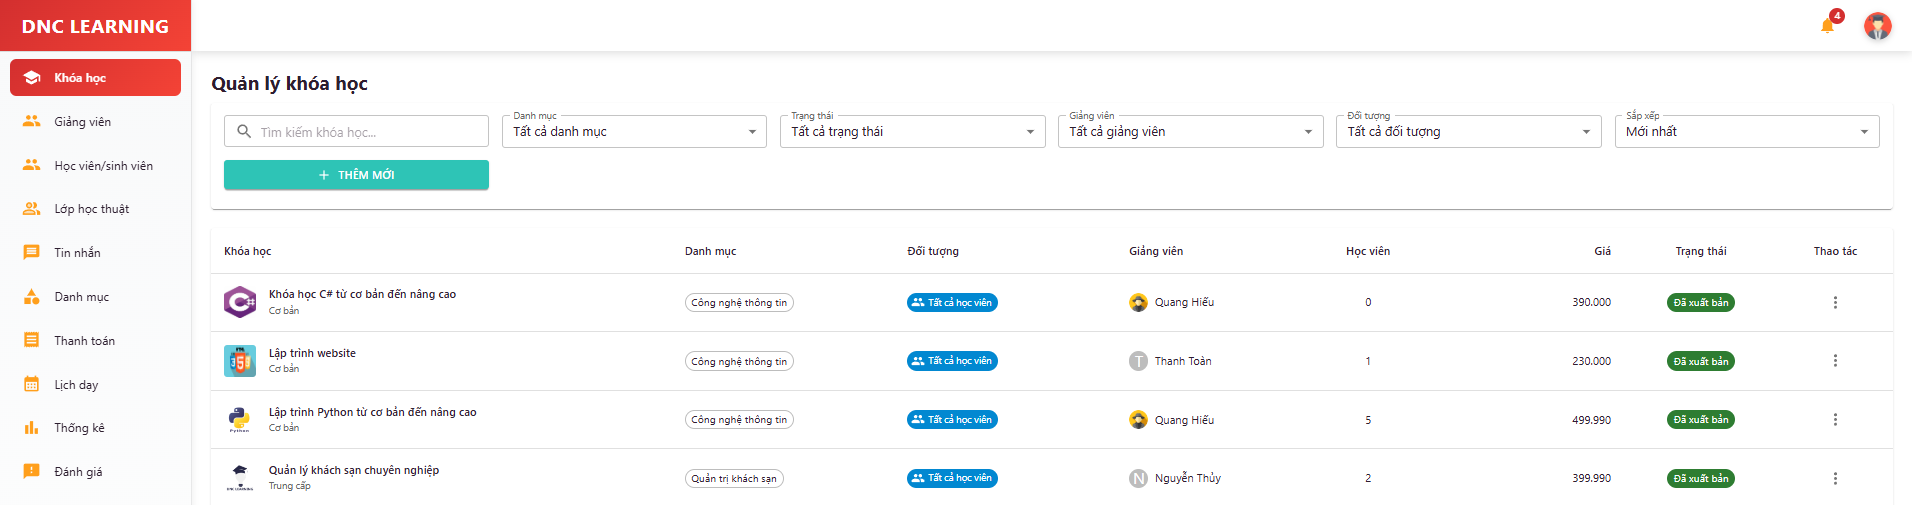 DNC LEARNING
4
Khóa học
Giảng viên
Học viên/sinh viên
Lớp học thuật
Tin nhắn
Danh mục
Thanh toán
Lịch dạy
Thống kê
Đánh giá
Quản lý khóa học
Tìm kiếm khóa học...
Danh mục
Tất cả danh mục
Trạng thái
Tất cả trạng thái
Giảng viên
Tất cả giảng viên
Đối tượng
Tất cả đối tượng
Sắp xếp
Mới nhất
THÊM MỚI
Khóa học Danh mục Đối tượng Giảng viên Học viên Giá Trạng thái Thao tác
Khóa học C# từ cơ bản đến nâng cao
Cơ bản
Công nghệ thông tin Tất cả học viên Quang Hiếu 0 390.000 Đã xuất bản
Lập trình website
Cơ bản
Công nghệ thông tin Tất cả học viên T Thanh Toàn 1 230.000 Đã xuất bản
Python
Lập trình Python từ cơ bản đến nâng cao
Cơ bản
Công nghệ thông tin Tất cả học viên Quang Hiếu 5 499.990 Đã xuất bản
DNC LEARNING
Quản lý khách sạn chuyên nghiệp
Trung cấp
Quản trị khách sạn Tất cả học viên N Nguyễn Thủy 2 399.990 Đã xuất bản